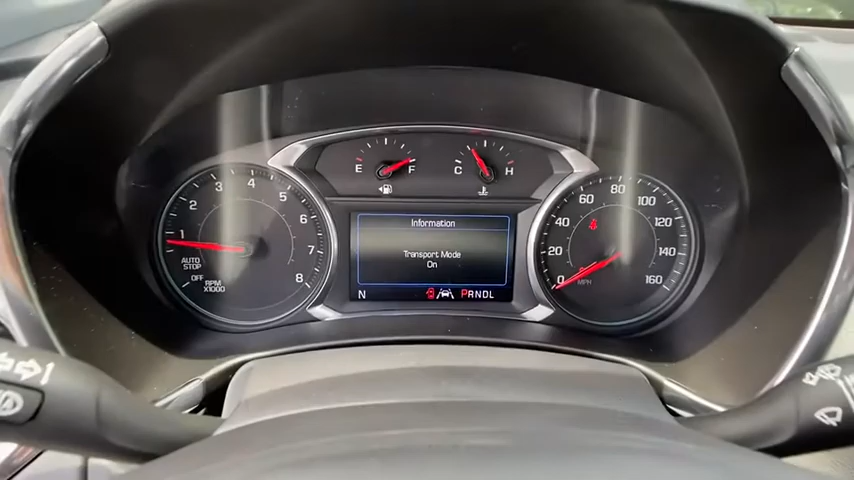 E F
C H
1 2 3 4 5 6 7 8
AUTO
STOP
OFF
RPM
X1000
Information
Transport Mode
On
N
PRNDL
0 20 40 60 80 100 120 140 160
MPH